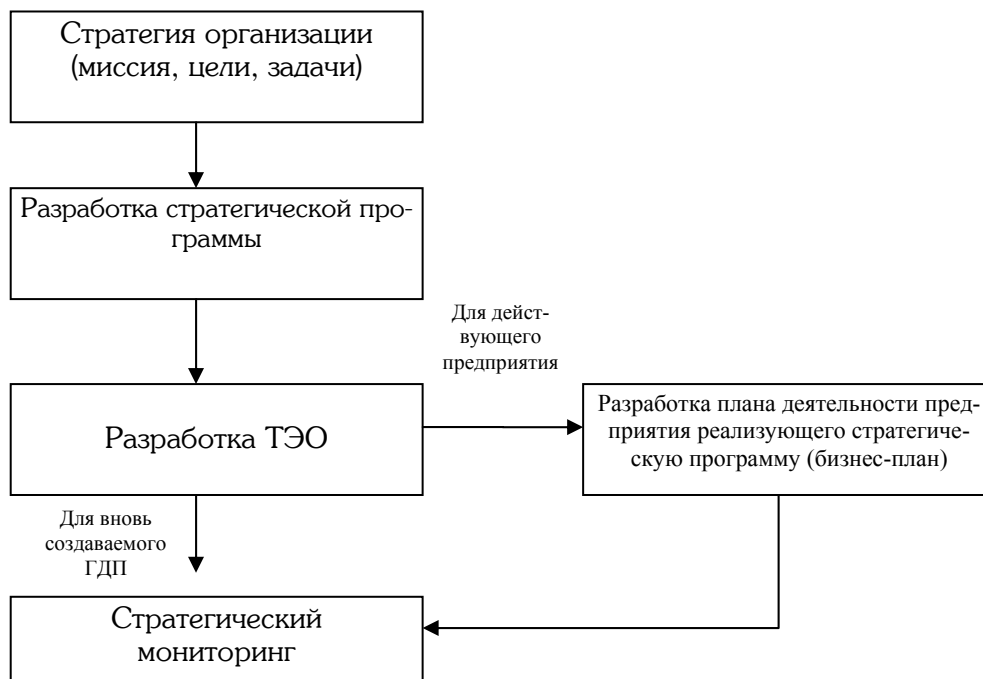 Стратегия организации
(миссия, цели, задачи)
Разработка стратегической про-
граммы
Для дейст-
вующего
предприятия
Разработка ТЭО
Разработка плана деятельности пред-
приятия реализующего стратегиче-
скую программу (бизнес-план)
Для вновь
создаваемого
ГДП
Стратегический
мониторинг